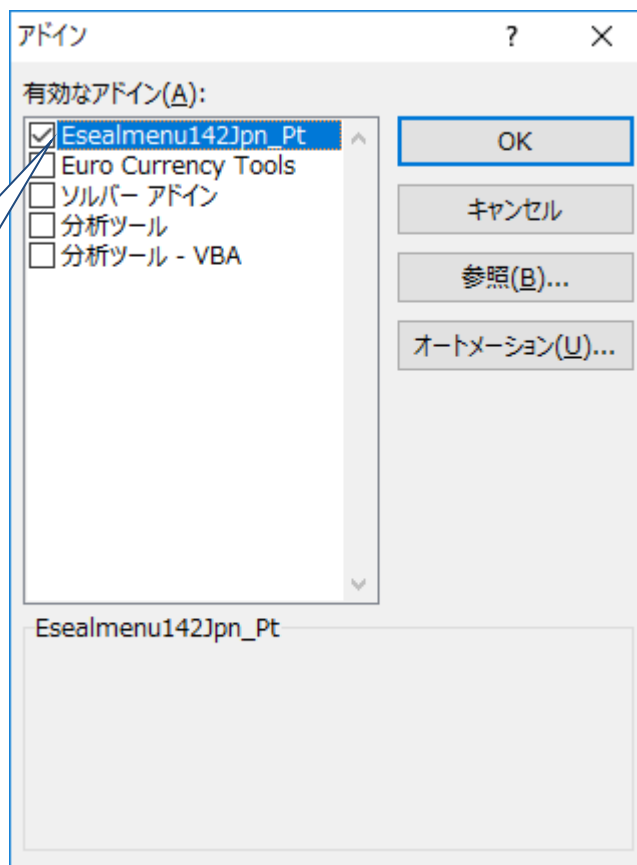 アドイン ? ×
有効なアドイン(A):
Esealmenu142Jpn_Pt
Euro Currency Tools
ソルバー アドイン
分析ツール
分析ツール - VBA
OK
キャンセル
参照(B)...
オートメーション(U)...
Esealmenu142Jpn_Pt